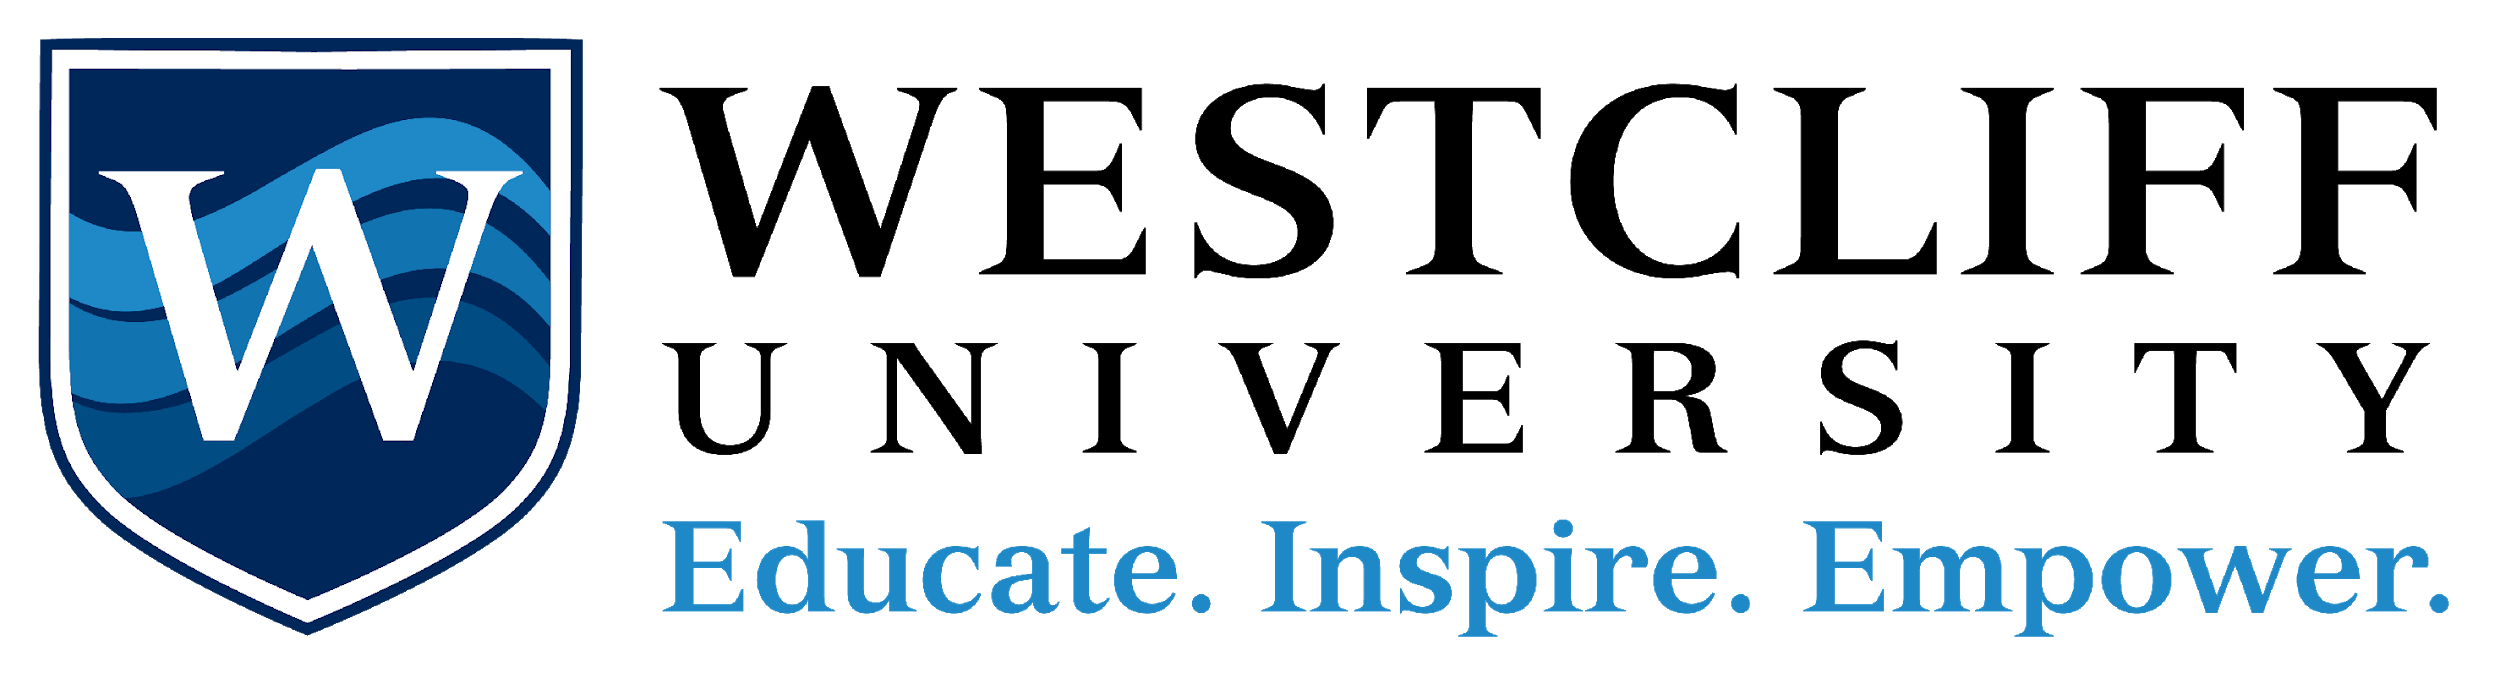 W
WESTCLIFF
UNIVERSITY
Educate. Inspire. Empower.